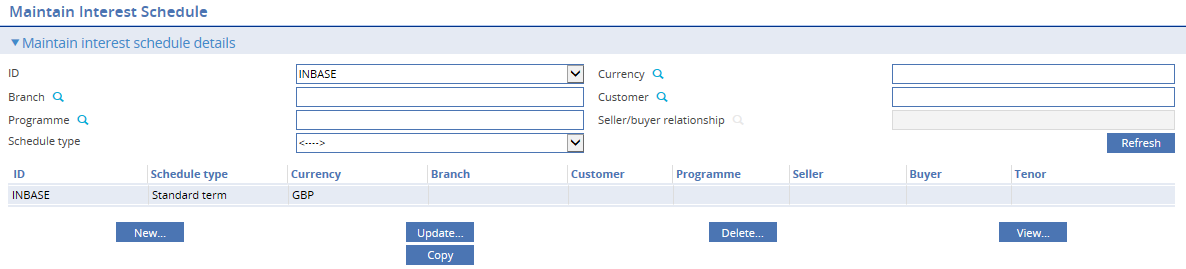 Maintain Interest Schedule
Maintain interest schedule details
ID INBASE Currency
Branch Customer
Programme Seller/buyer relationship
Schedule type <----> Refresh
ID Schedule type Currency Branch Customer Programme Seller Buyer Tenor
INBASE Standard term GBP
New... Update... Delete... View...
Copy